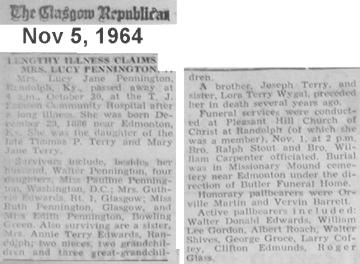 The Glasgow Republican
Nov 5, 1964
LENGTHY ILLNESS CLAIMS
MRS. LUCY PENNINGTON
Mrs. Lucy Jane Pennington,
Randolph, Ky., passed away at
4 a.m., October 30, at the T. J.
Samson Community Hospital after
a long illness. She was born De-
cember 23, 1886 near Edmonton,
Ky. She was the daughter of the
late Thomas P. Terry and Mary
Jane Terry.
Survivors include, besides her
husband, Walter Pennington, four
daughters, Miss Pauline Penning-
ton, Washington, D.C.; Mrs. Guth-
rie Edwards, Rt. 1, Glasgow; Miss
Ruth Pennington, Glasgow, and
Miss Edith Pennington, Bowling
Green. Also surviving are a sister,
Mrs. Annie Terry Edwards, Ran-
dolph; two nieces, two grandchil-
dren and three great-grandchil-
dren.
A brother, Joseph Terry, and
sister, Lora Terry Wygal, preceded
her in death several years ago.
Funeral services were conduct-
ed at Pleasant Hill Church of
Christ at Randolph (of which she
was a member), Nov. 1, at 2 p.m.
Bro. Ralph Stout and Bro. Wil-
liam Carpenter officiated. Burial
was in Missionary Mound ceme-
tery near Edmonton under the di-
rection of Butler Funeral Home.
Honorary pallbearers were Or-
ville Martin and Vervin Barrett.
Active pallbearers included
Walter Donald Edwards, William
Lee Gordon, Albert Roach, Walter
Shives, George Groce, Larry Cof-
fey, Clifton Edmunds, Roger
Glass.